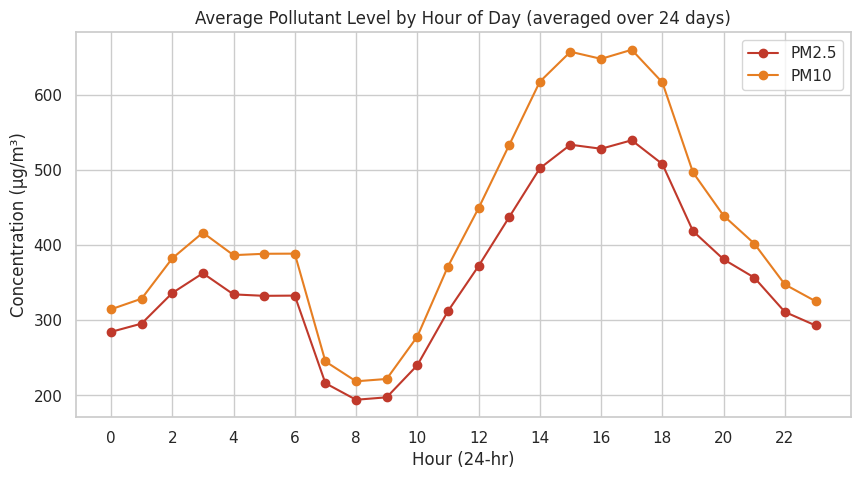 Average Pollutant Level by Hour of Day (averaged over 24 days)
PM2.5
PM10
Concentration (µg/m³)
600
500
400
300
200
0 2 4 6 8 10 12 14 16 18 20 22
Hour (24-hr)